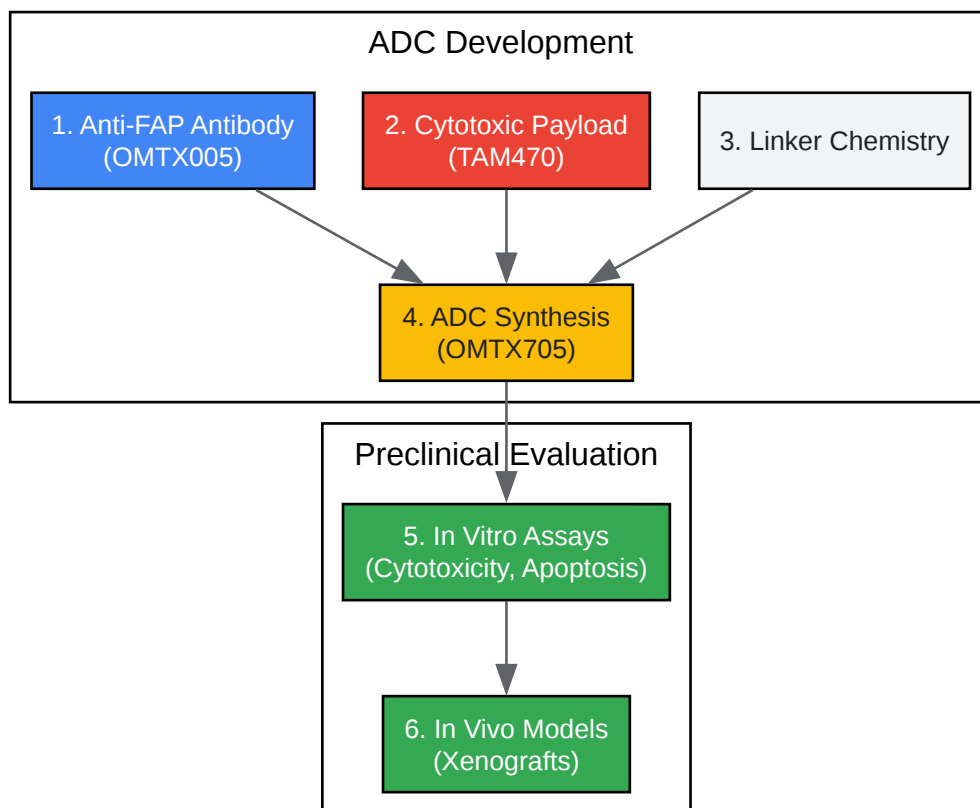 ADC Development
1. Anti-FAP Antibody
(OMTX005)
2. Cytotoxic Payload
(TAM470)
3. Linker Chemistry
4. ADC Synthesis
(OMTX705)
Preclinical Evaluation
5. In Vitro Assays
(Cytotoxicity, Apoptosis)
6. In Vivo Models
(Xenografts)